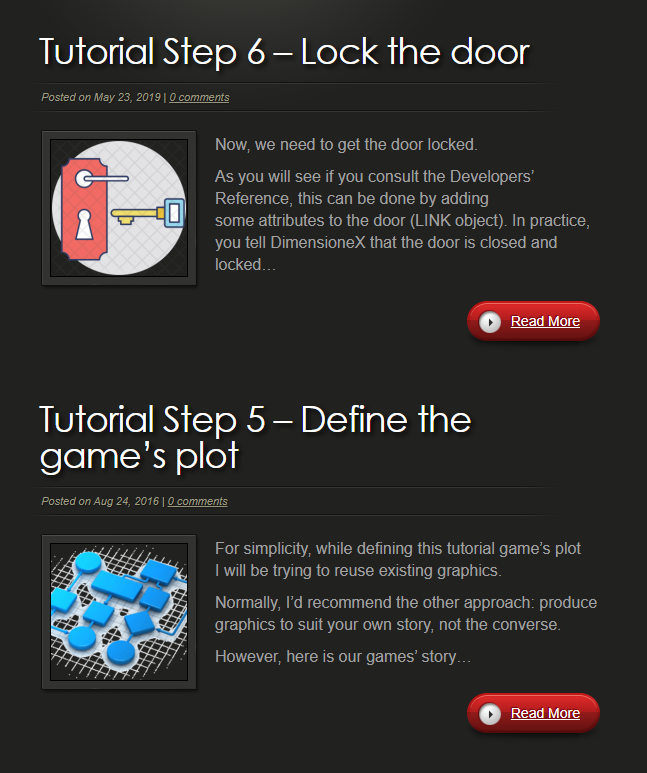 Tutorial Step 6 – Lock the door
Posted on May 23, 2019 | 0 comments
Now, we need to get the door locked.
As you will see if you consult the Developers’
Reference, this can be done by adding
some attributes to the door (LINK object). In practice,
you tell DimensioneX that the door is closed and
locked…
Read More
Tutorial Step 5 – Define the
game’s plot
Posted on Aug 24, 2016 | 0 comments
For simplicity, while defining this tutorial game’s plot
I will be trying to reuse existing graphics.
Normally, I’d recommend the other approach: produce
graphics to suit your own story, not the converse.
However, here is our games’ story…
Read More